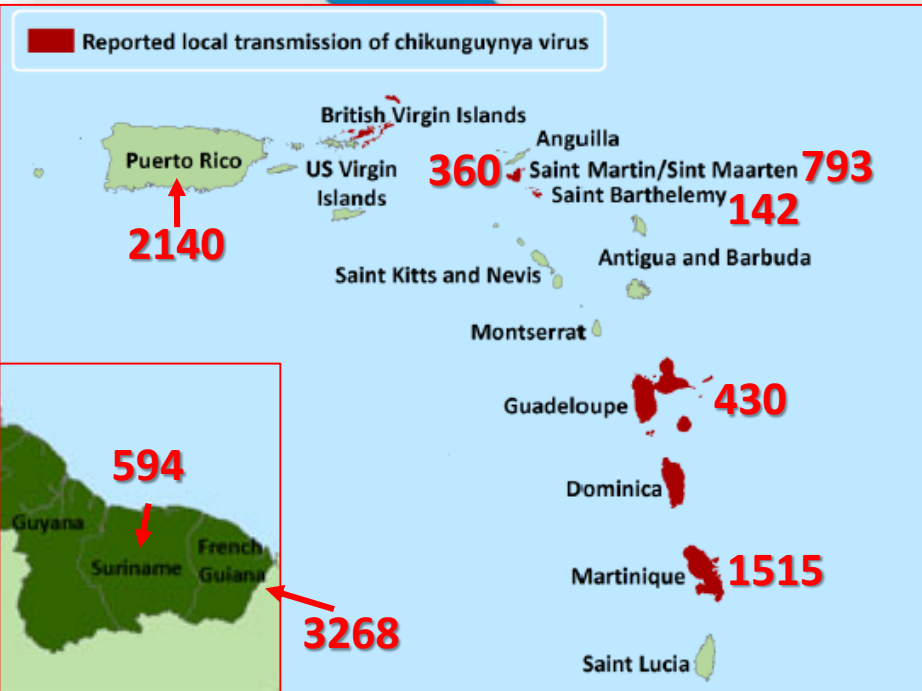 Reported local transmission of chikunguynya virus
British Virgin Islands
Anguilla
Puerto Rico
US Virgin
Islands
360
Saint Martin/Sint Maarten 793
Saint Barthelemy 142
2140
Saint Kitts and Nevis
Antigua and Barbuda
Montserrat
Guadeloupe 430
Dominica
Martinique 1515
Saint Lucia
594
Guyana
Suriname
French
Guiana
3268